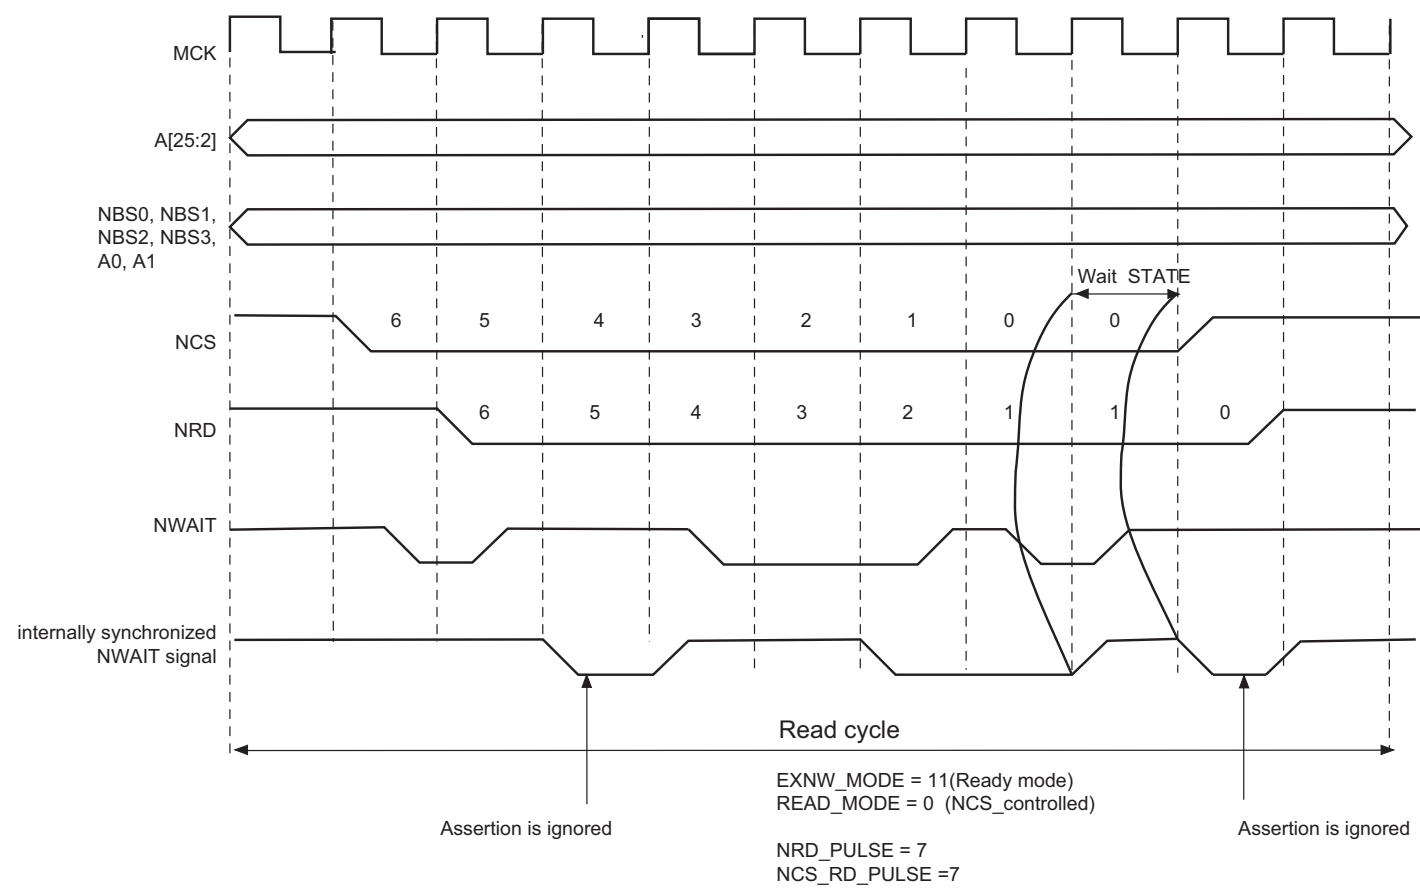 MCK
A[25:2]
NBS0, NBS1,
NBS2, NBS3,
A0, A1
Wait STATE
NCS
6 5 4 3 2 1 0 0
NRD
6 5 4 3 2 1 1 0
NWAIT
internally synchronized
NWAIT signal
Read cycle
EXNW_MODE = 11(Ready mode)
READ_MODE = 0 (NCS_controlled)
Assertion is ignored
Assertion is ignored
NRD_PULSE = 7
NCS_RD_PULSE =7